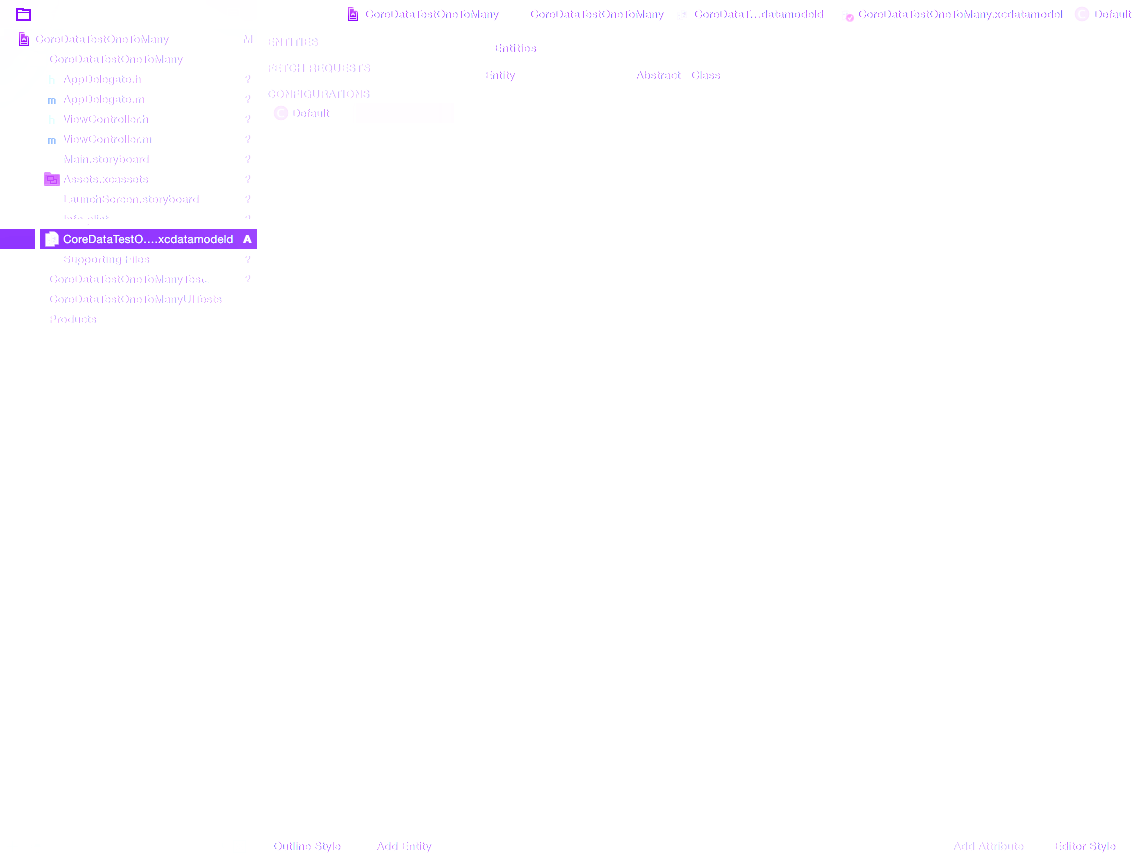 CoreDataTestOneToMany CoreDataTestOneToMany CoreDataT...datamodeld CoreDataTestOneToMany.xcdatamodel C Default
CoreDataTestOneToMany M
CoreDataTestOneToMany
h AppDelegate.h ?
m AppDelegate.m ?
h ViewController.h ?
m ViewController.m ?
Main.storyboard ?
Assets.xcassets ?
LaunchScreen.storyboard ?
Info.plist ?
CoreDataTestO....xcdatamodeld A
Supporting Files ?
CoreDataTestOneToManyTest. ?
CoreDataTestOneToManyUITests
Products
ENTITIES
FETCH REQUESTS
CONFIGURATIONS
C Default
Entities
Entity Abstract Class
Outline Style Add Entity Add Attribute Editor Style